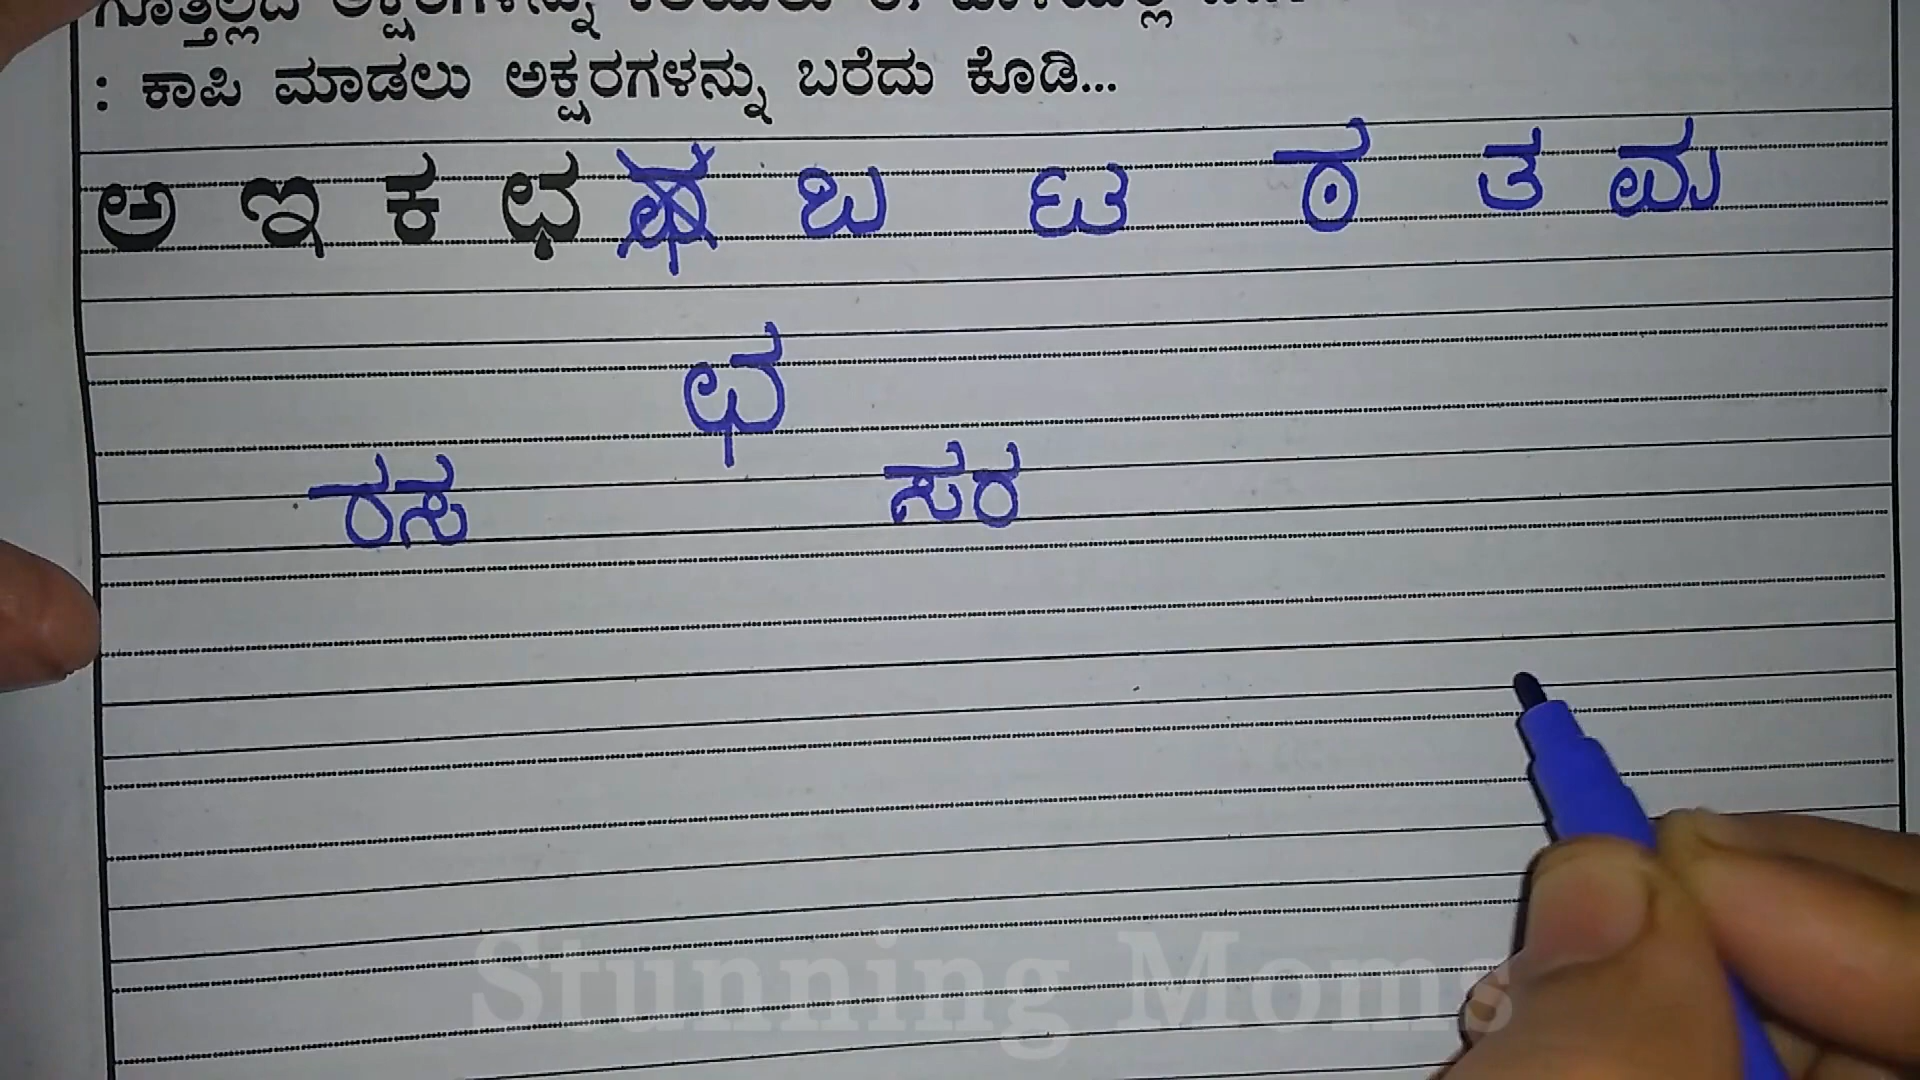 : ಕಾಪಿ ಮಾಡಲು ಅಕ್ಷರಗಳನ್ನು ಬರೆದು ಕೊಡಿ...
ಅ ಇ ಕ ಛ ಬ ಟ ಠ ತ ಮ
ಛ
ರಸ ಸರ
Stunning Moms